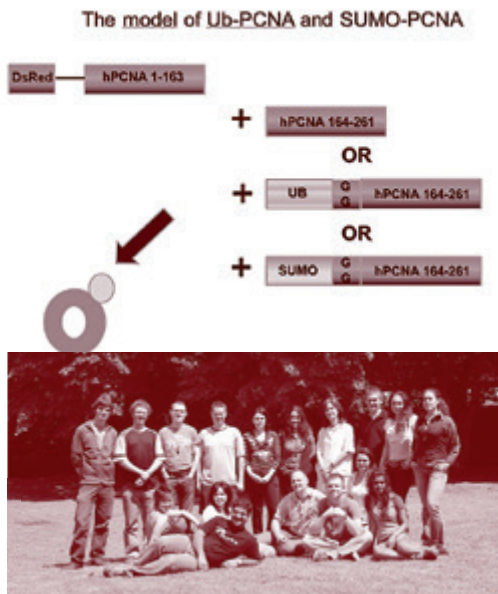 The model of Ub-PCNA and SUMO-PCNA
DsRed hPCNA 1-163
+ hPCNA 164-261
OR
+ UB G G hPCNA 164-261
OR
+ SUMO G G hPCNA 164-261